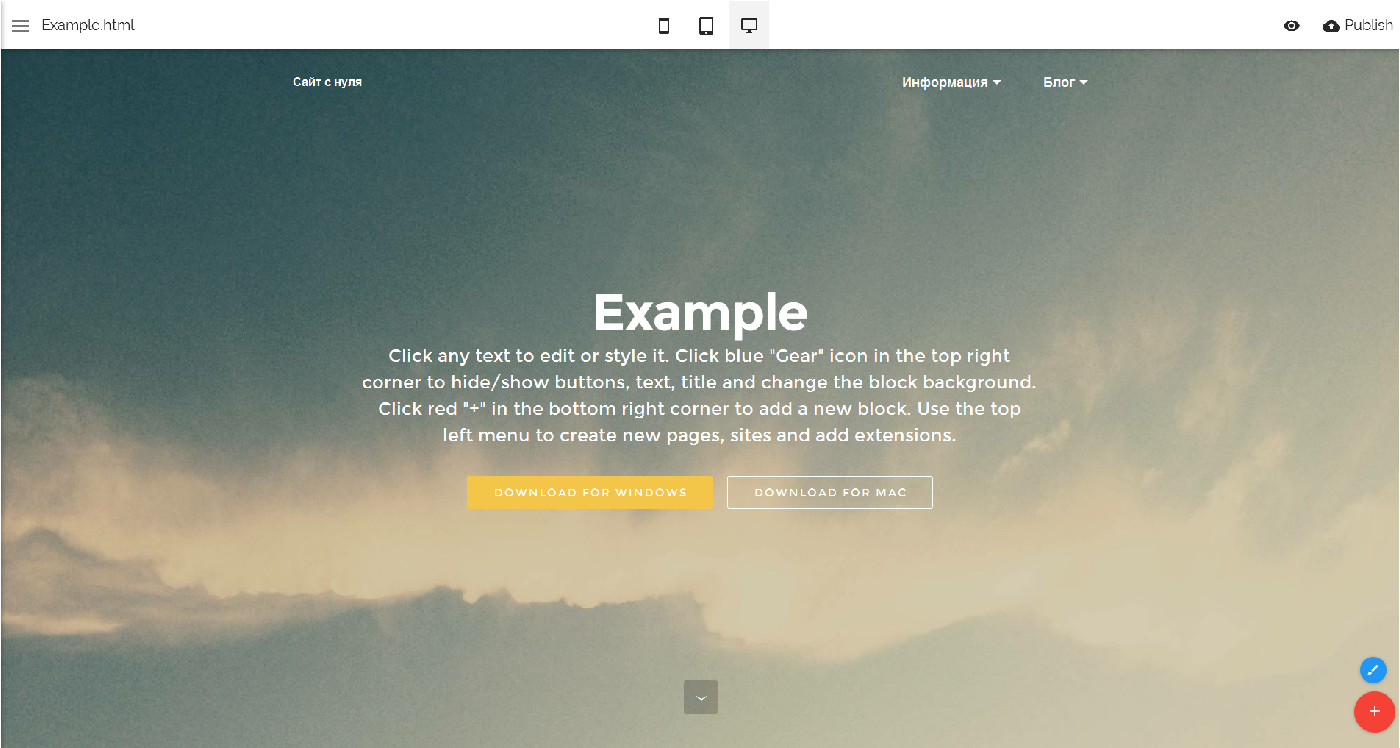 Example.html
Publish
Сайт с нуля
Информация
Блог
Example
Click any text to edit or style it. Click blue "Gear" icon in the top right
corner to hide/show buttons, text, title and change the block background.
Click red "+" in the bottom right corner to add a new block. Use the top
left menu to create new pages, sites and add extensions.
DOWNLOAD FOR WINDOWS
DOWNLOAD FOR MAC